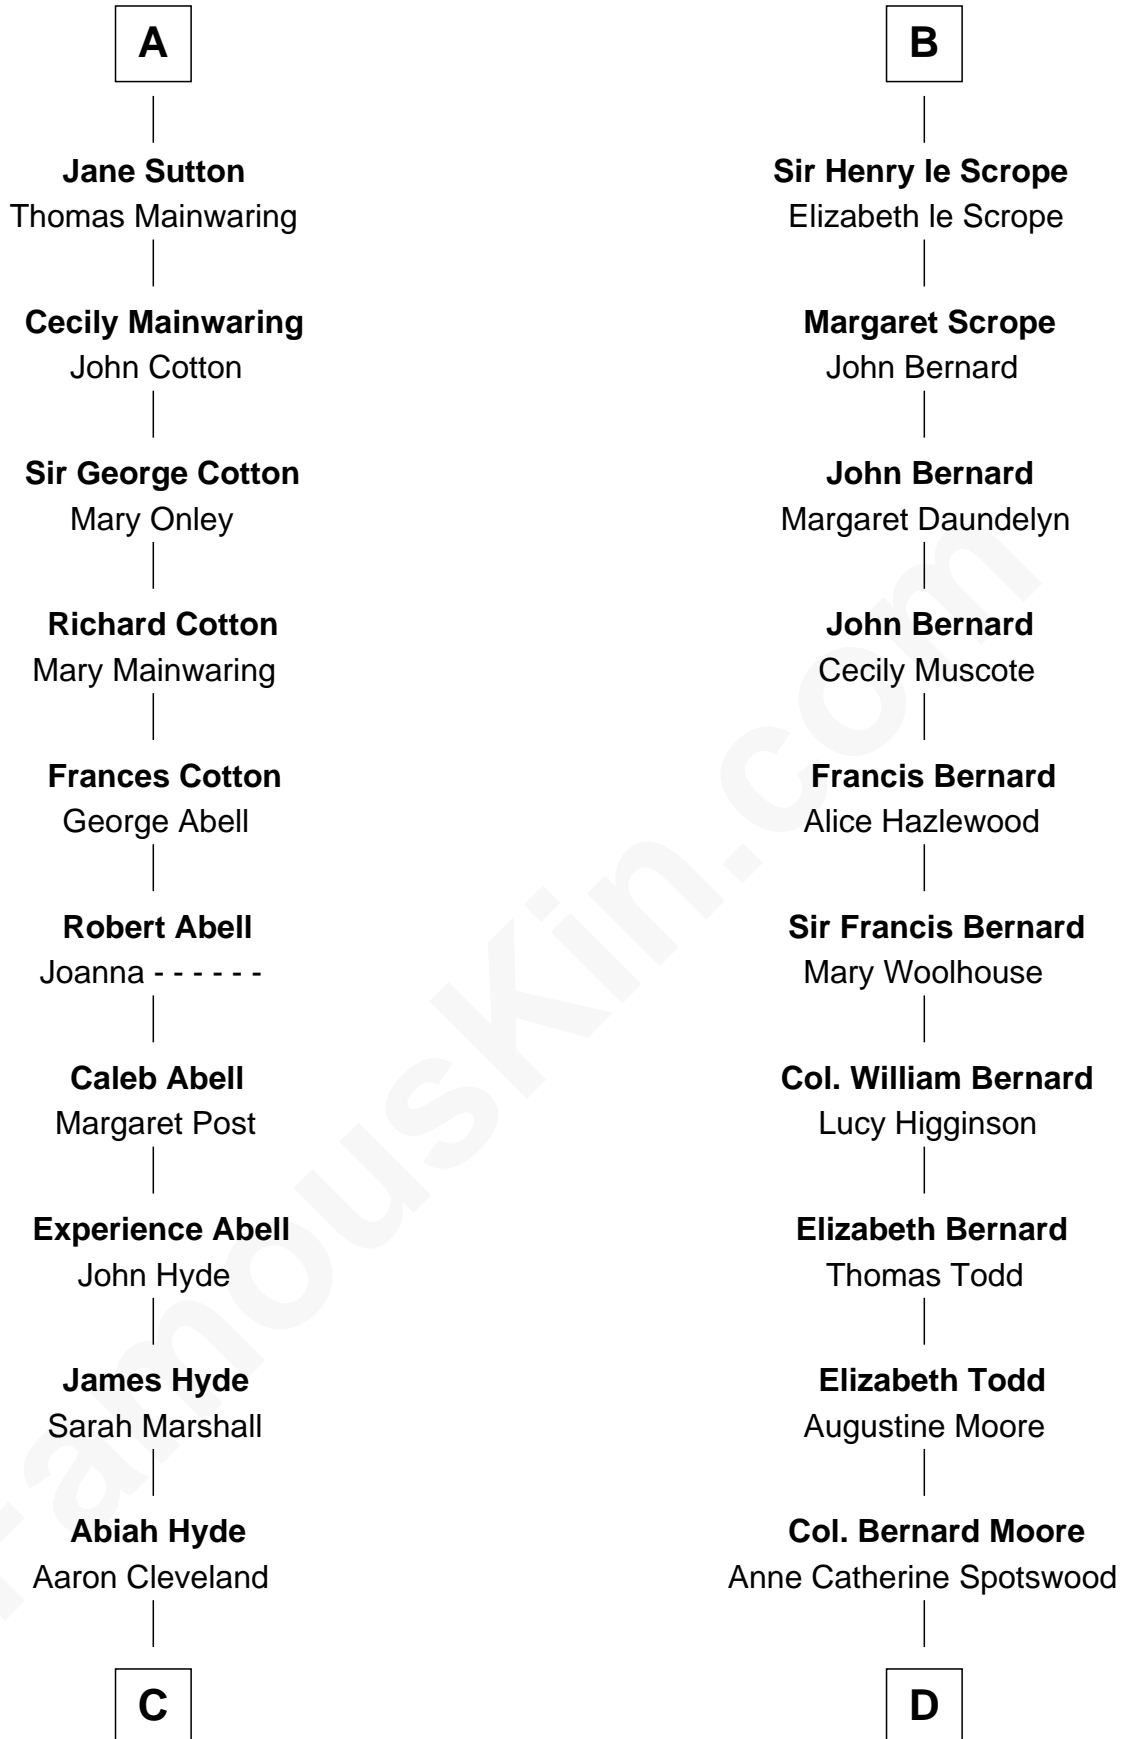 A
Jane Sutton
Thomas Mainwaring
Cecily Mainwaring
John Cotton
Sir George Cotton
Mary Onley
Richard Cotton
Mary Mainwaring
Frances Cotton
George Abell
Robert Abell
Joanna - - - - - -
Caleb Abell
Margaret Post
Experience Abell
John Hyde
James Hyde
Sarah Marshall
Abiah Hyde
Aaron Cleveland
C
B
Sir Henry le Scrope
Elizabeth le Scrope
Margaret Scrope
John Bernard
John Bernard
Margaret Daundelyn
John Bernard
Cecily Muscote
Francis Bernard
Alice Hazlewood
Sir Francis Bernard
Mary Woolhouse
Col. William Bernard
Lucy Higginson
Elizabeth Bernard
Thomas Todd
Elizabeth Todd
Augustine Moore
Col. Bernard Moore
Anne Catherine Spotswood
D
FamousKin.com